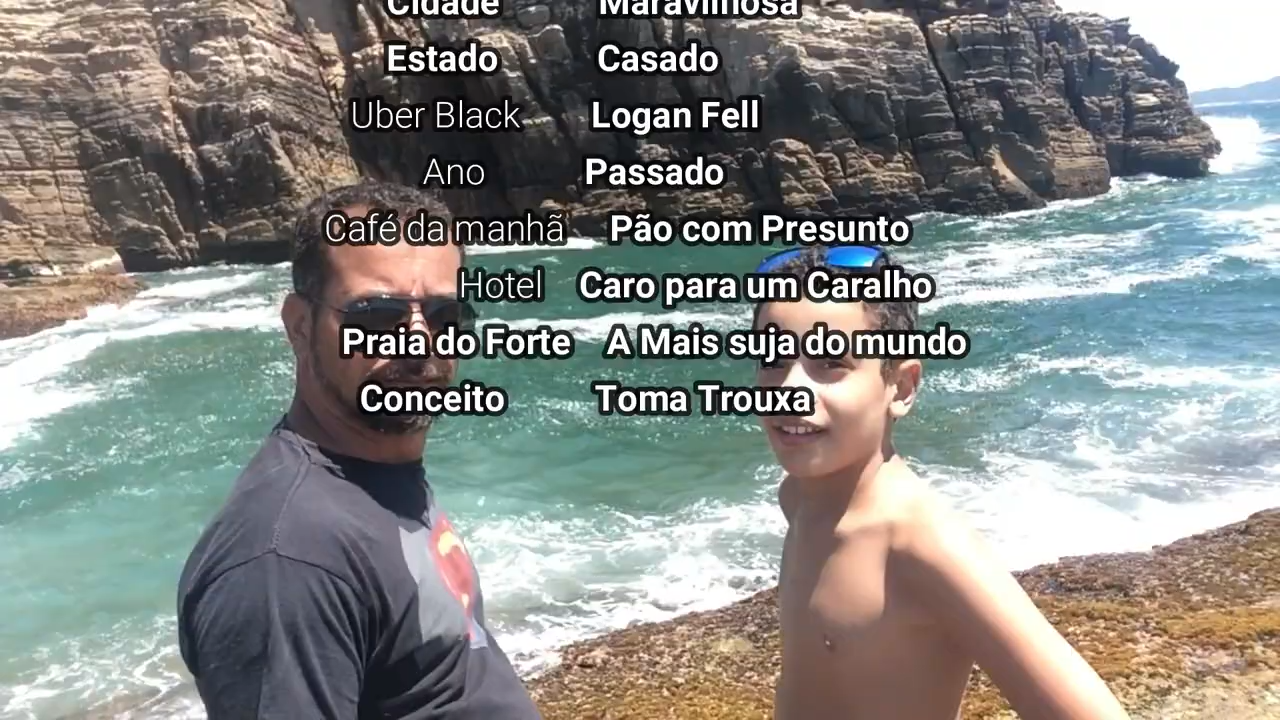 Cidade Maravilhosa
Estado Casado
Uber Black Logan Fell
Ano Passado
Café da manhã Pão com Presunto
Hotel Caro para um Caralho
Praia do Forte A Mais suja do mundo
Conceito Toma Trouxa